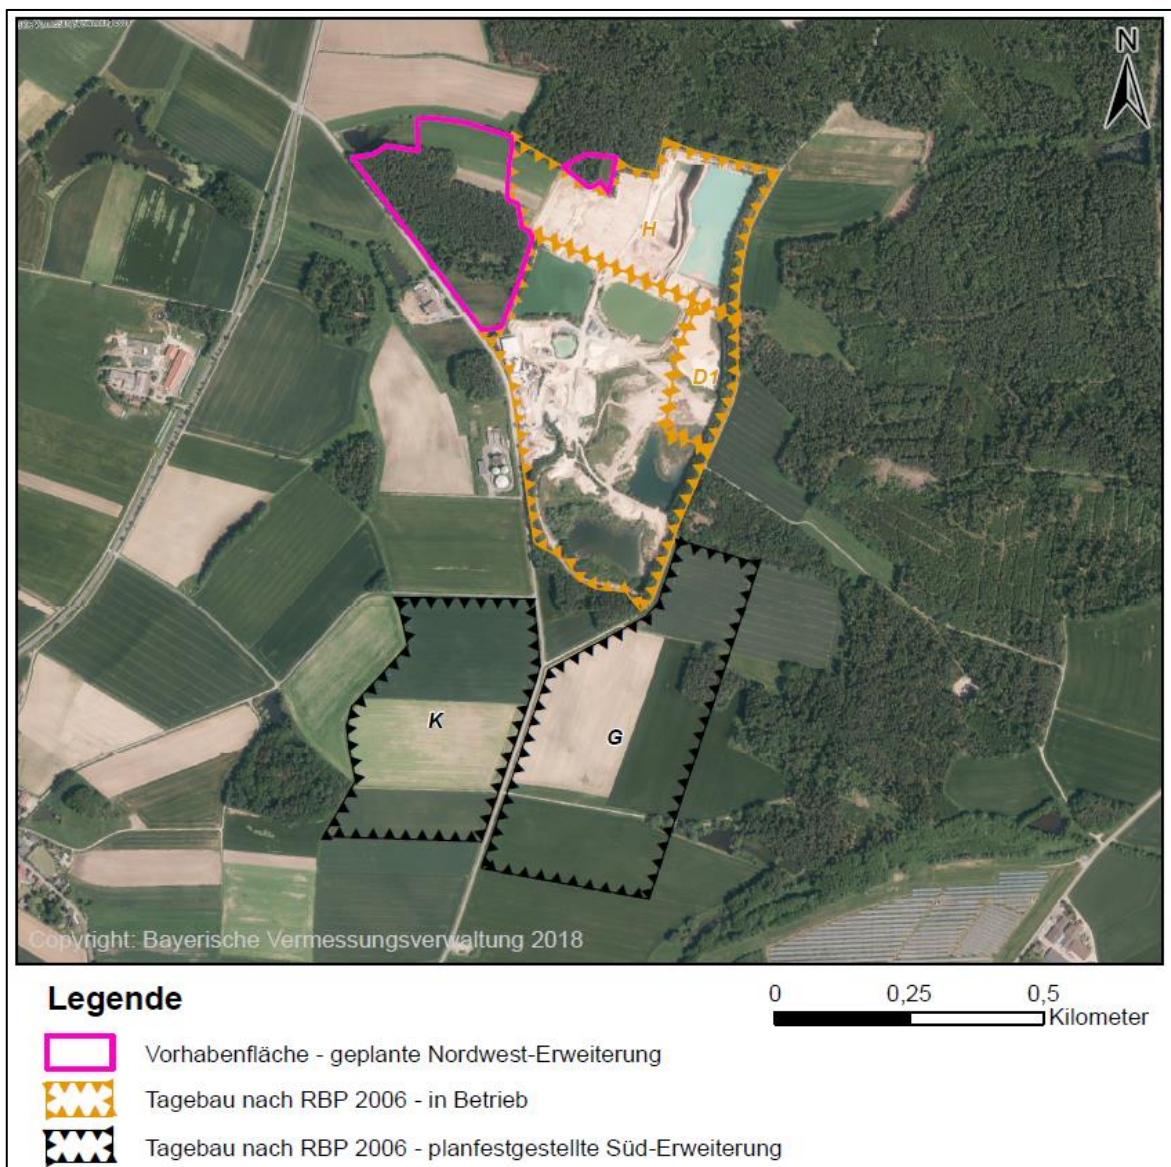 N
H
D1
K
G
Copyright: Bayerische Vermessungsverwaltung 2018
Legende
0 0,25 0,5
Kilometer
Vorhabenfläche - geplante Nordwest-Erweiterung
Tagebau nach RBP 2006 - in Betrieb
Tagebau nach RBP 2006 - planfestgestellte Süd-Erweiterung